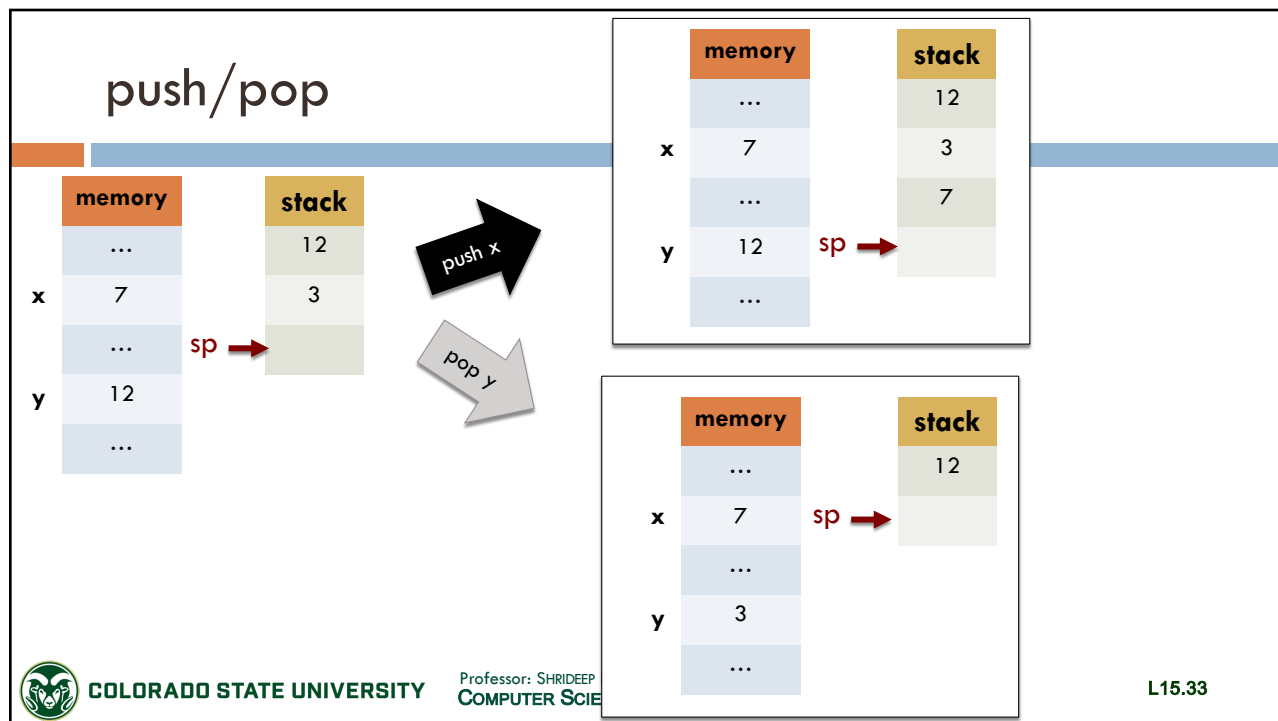 push/pop
memory stack
... 12
x 7 3
... sp
y 12
...
push x
pop y
memory stack
... 12
x 7 3
... 7
y 12 sp
...
memory stack
... 12
x 7 sp
...
y 3
...
COLORADO STATE UNIVERSITY
Professor: SHRIDEEP
COMPUTER SCIE
L15.33